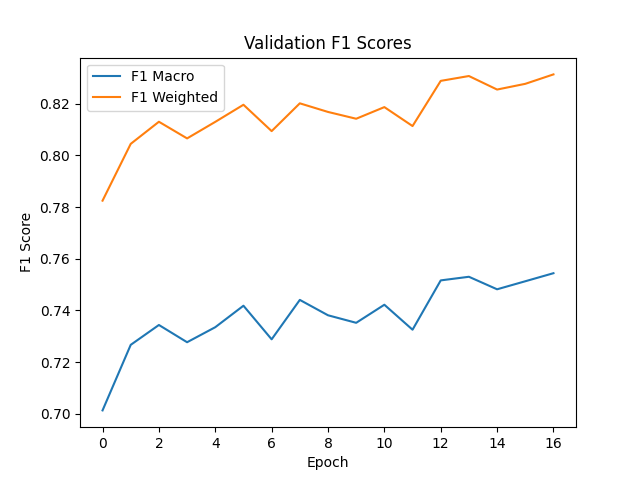 Validation F1 Scores
F1 Macro
F1 Weighted
0.82
0.80
0.78
0.76
0.74
0.72
0.70
F1 Score
0 2 4 6 8 10 12 14 16
Epoch